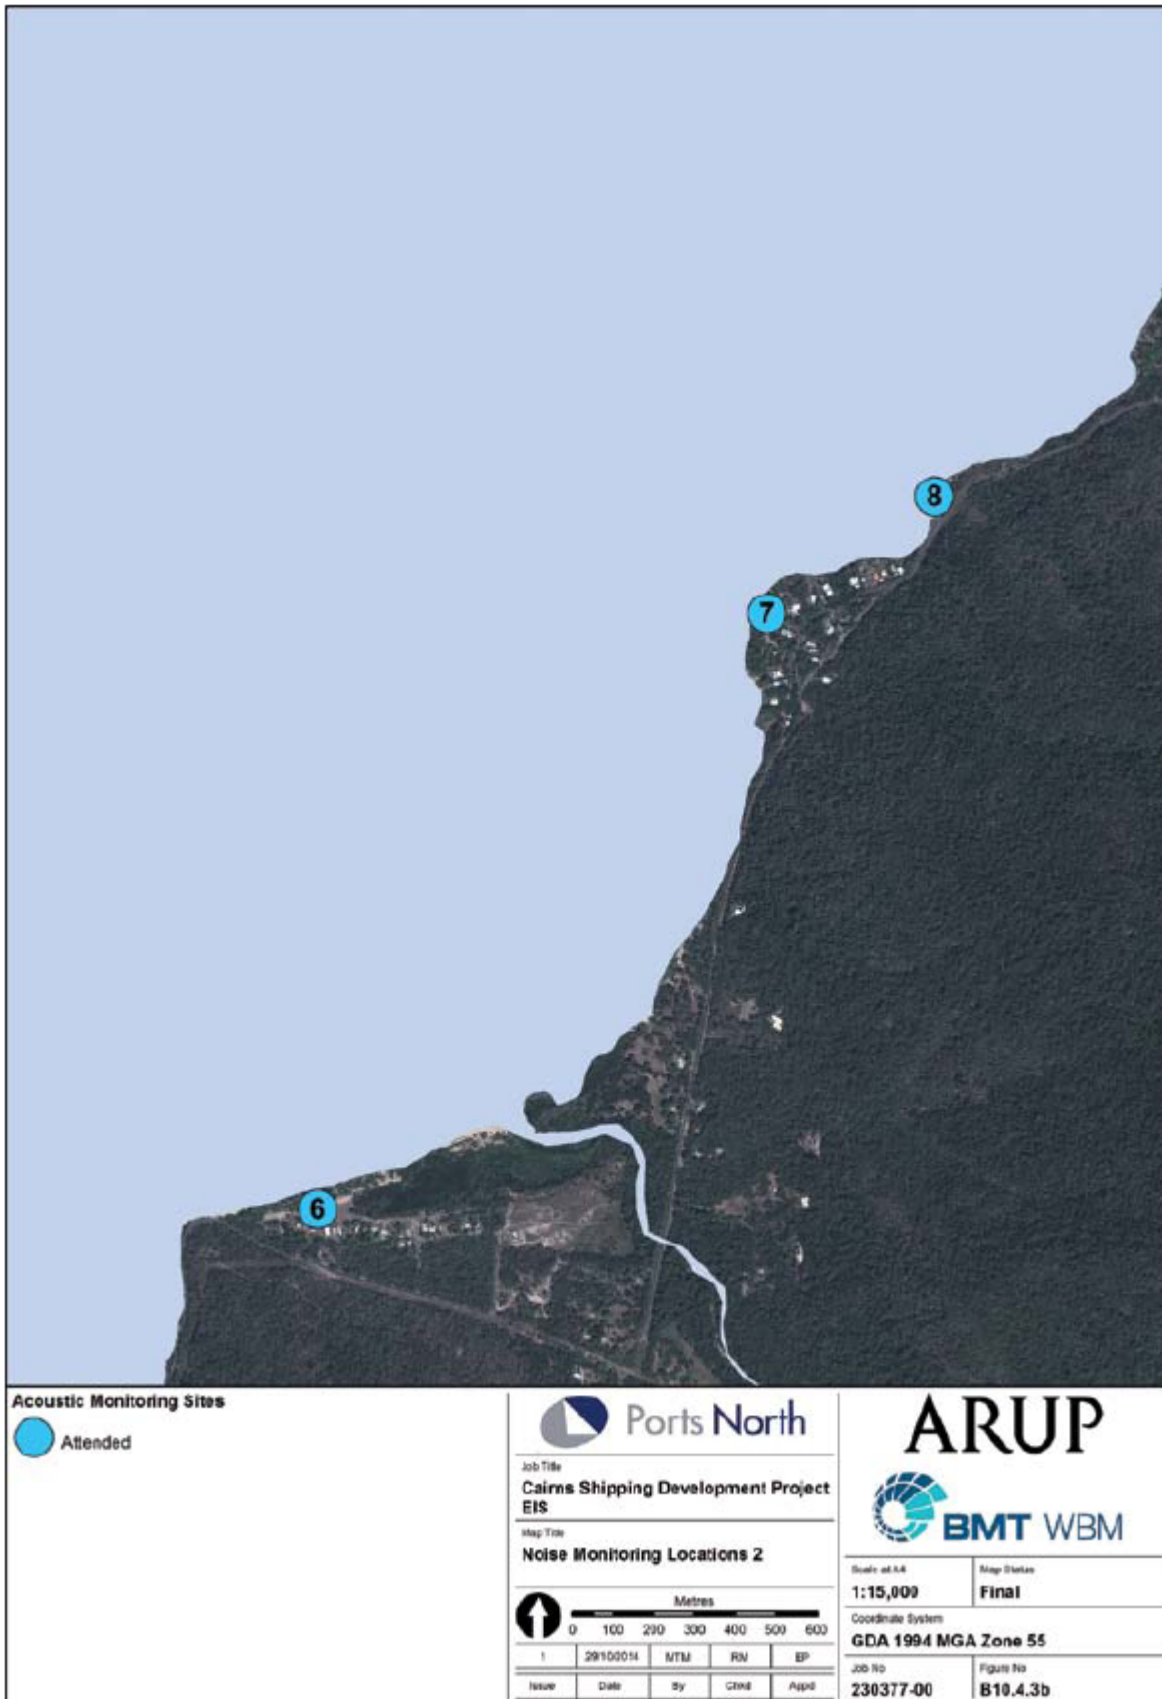 8
7
6
Acoustic Monitoring Sites
Attended
Ports North
Job Title
Cairns Shipping Development Project
EIS
Map Title
Noise Monitoring Locations 2
Metres
0 100 200 300 400 500 600
1 29/10/2014 MTM RM BP
Issue Date By Chkd Appd
ARUP
BMT WBM
Scale at A4
1:15,000
Map Status
Final
Coordinate System
GDA 1994 MGA Zone 55
Job No
230377-00
Figure No
B10.4.3b